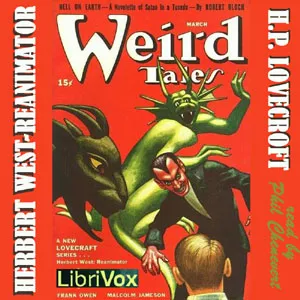 HERBERT WEST-REANIMATOR
HELL ON EARTH—A Novelette of Satan in a Tuxedo—By ROBERT BLOCH
MARCH
Weird
Tales
15¢
A NEW
LOVECRAFT
SERIES . . .
Herbert West: Reanimator
LibriVox
FRANK OWEN
MALCOLM JAMESON
H.P. LOVECROFT
read by
Phil Chenevert